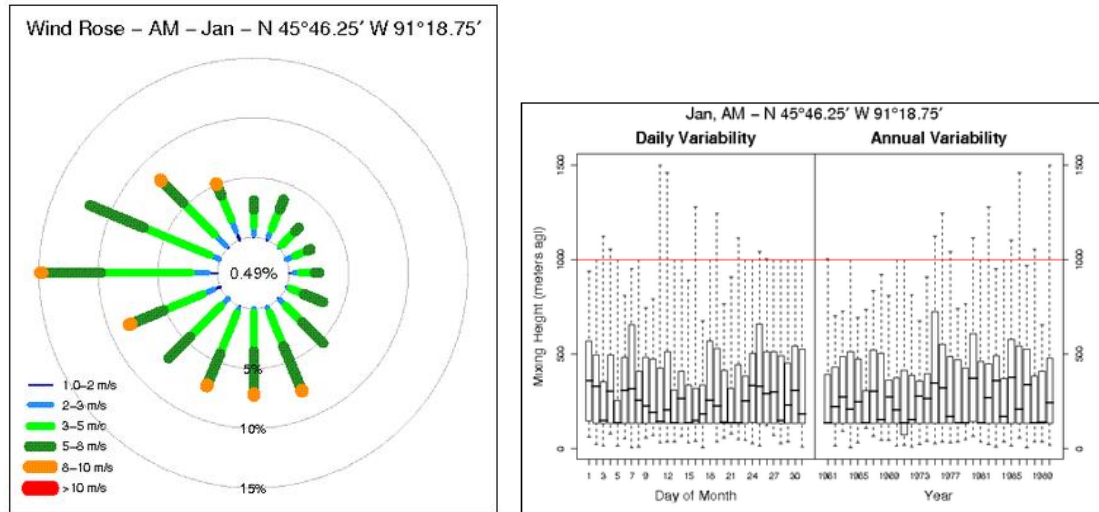 Wind Rose – AM – Jan – N 45°46.25′ W 91°18.75′
0.49%
5%
10%
15%
1.0–2 m/s
2–3 m/s
3–5 m/s
5–8 m/s
8–10 m/s
>10 m/s
Jan, AM – N 45°46.25′ W 91°18.75′
Daily Variability Annual Variability
Mixing Height (meters agl)
0 500 1000 1500
0 500 1000 1500
1 3 5 7 9 12 15 18 21 24 27 30
1961 1965 1969 1973 1977 1981 1985 1989
Day of Month Year